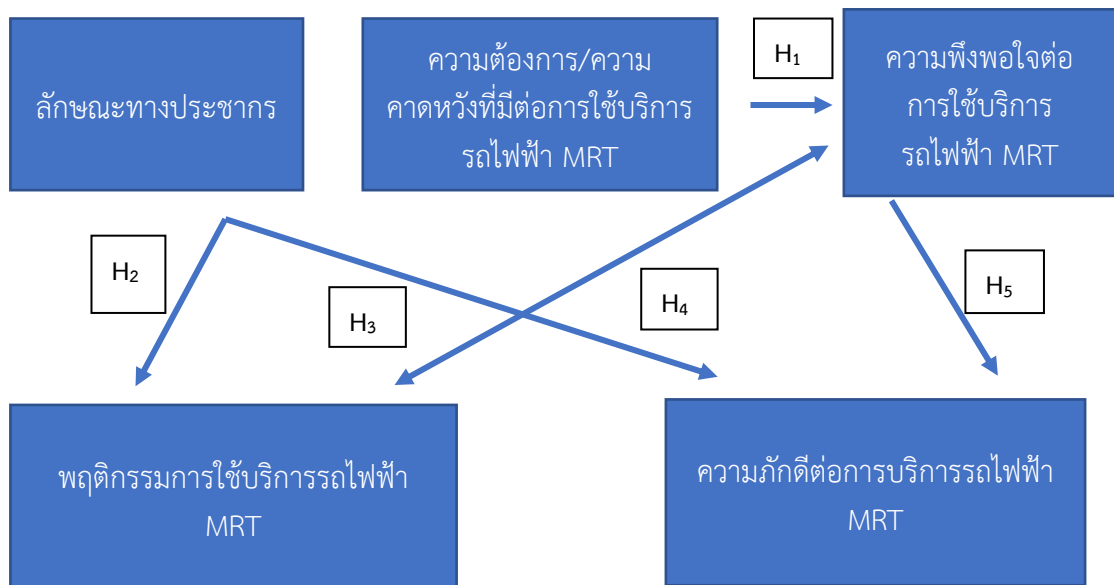 ลักษณะทางประชากร
ความต้องการ/ความ
คาดหวังที่มีต่อการใช้บริการ
รถไฟฟ้า MRT
H₁
ความพึงพอใจต่อ
การใช้บริการ
รถไฟฟ้า MRT
H₂
H₃
H₄
H₅
พฤติกรรมการใช้บริการรถไฟฟ้า
MRT
ความภักดีต่อการบริการรถไฟฟ้า
MRT